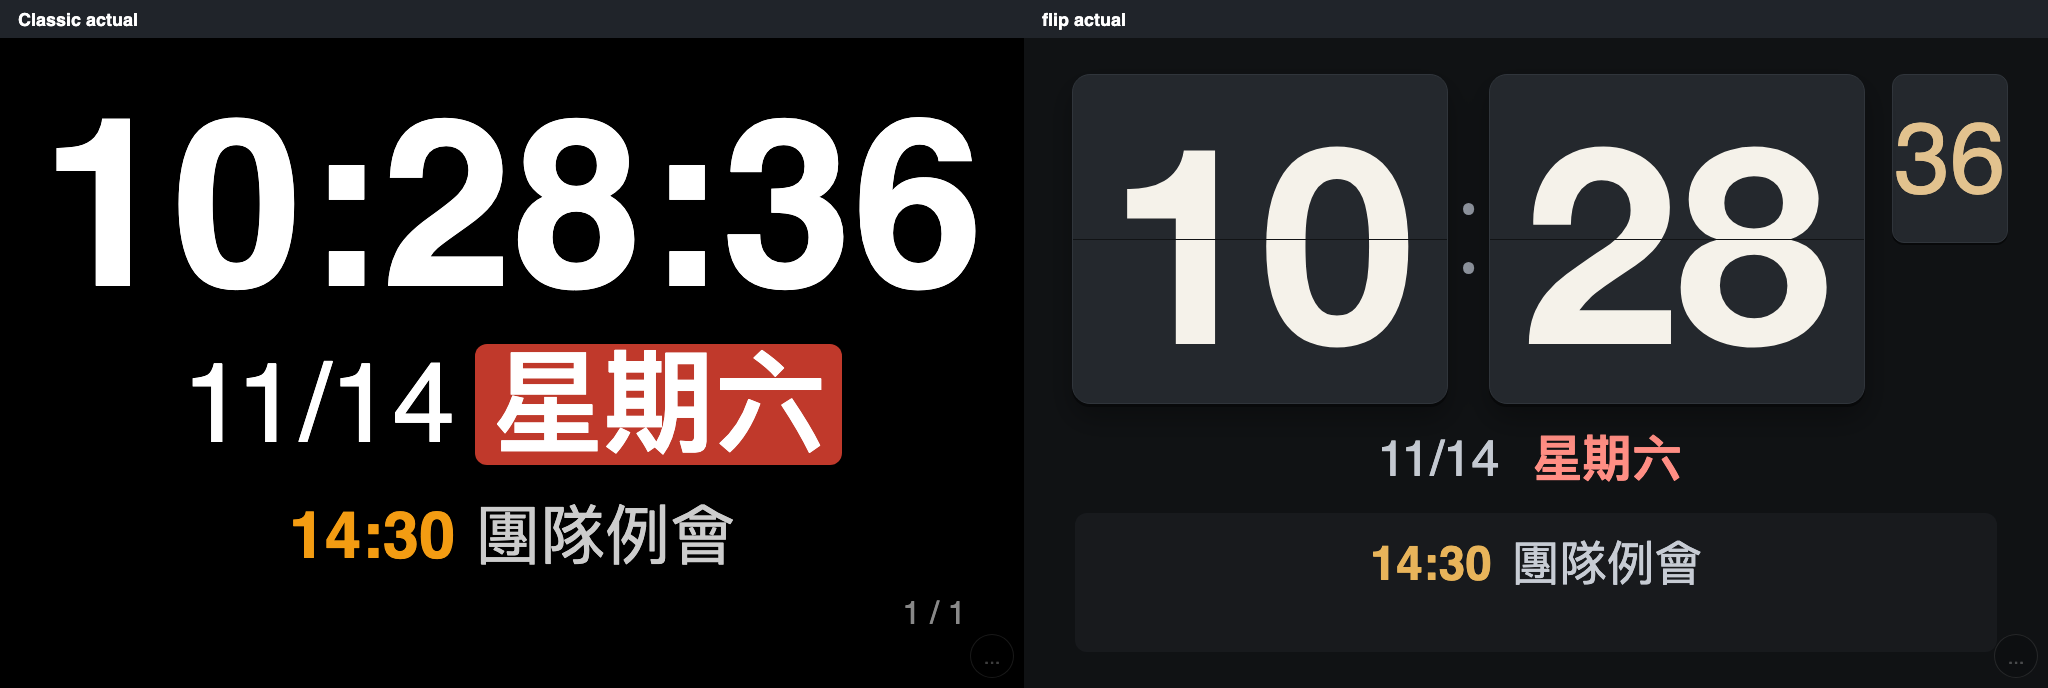 Classic actual
10:28:36
11/14 星期六
14:30 團隊例會
1 / 1
...
flip actual
10:28 36
11/14 星期六
14:30 團隊例會
...